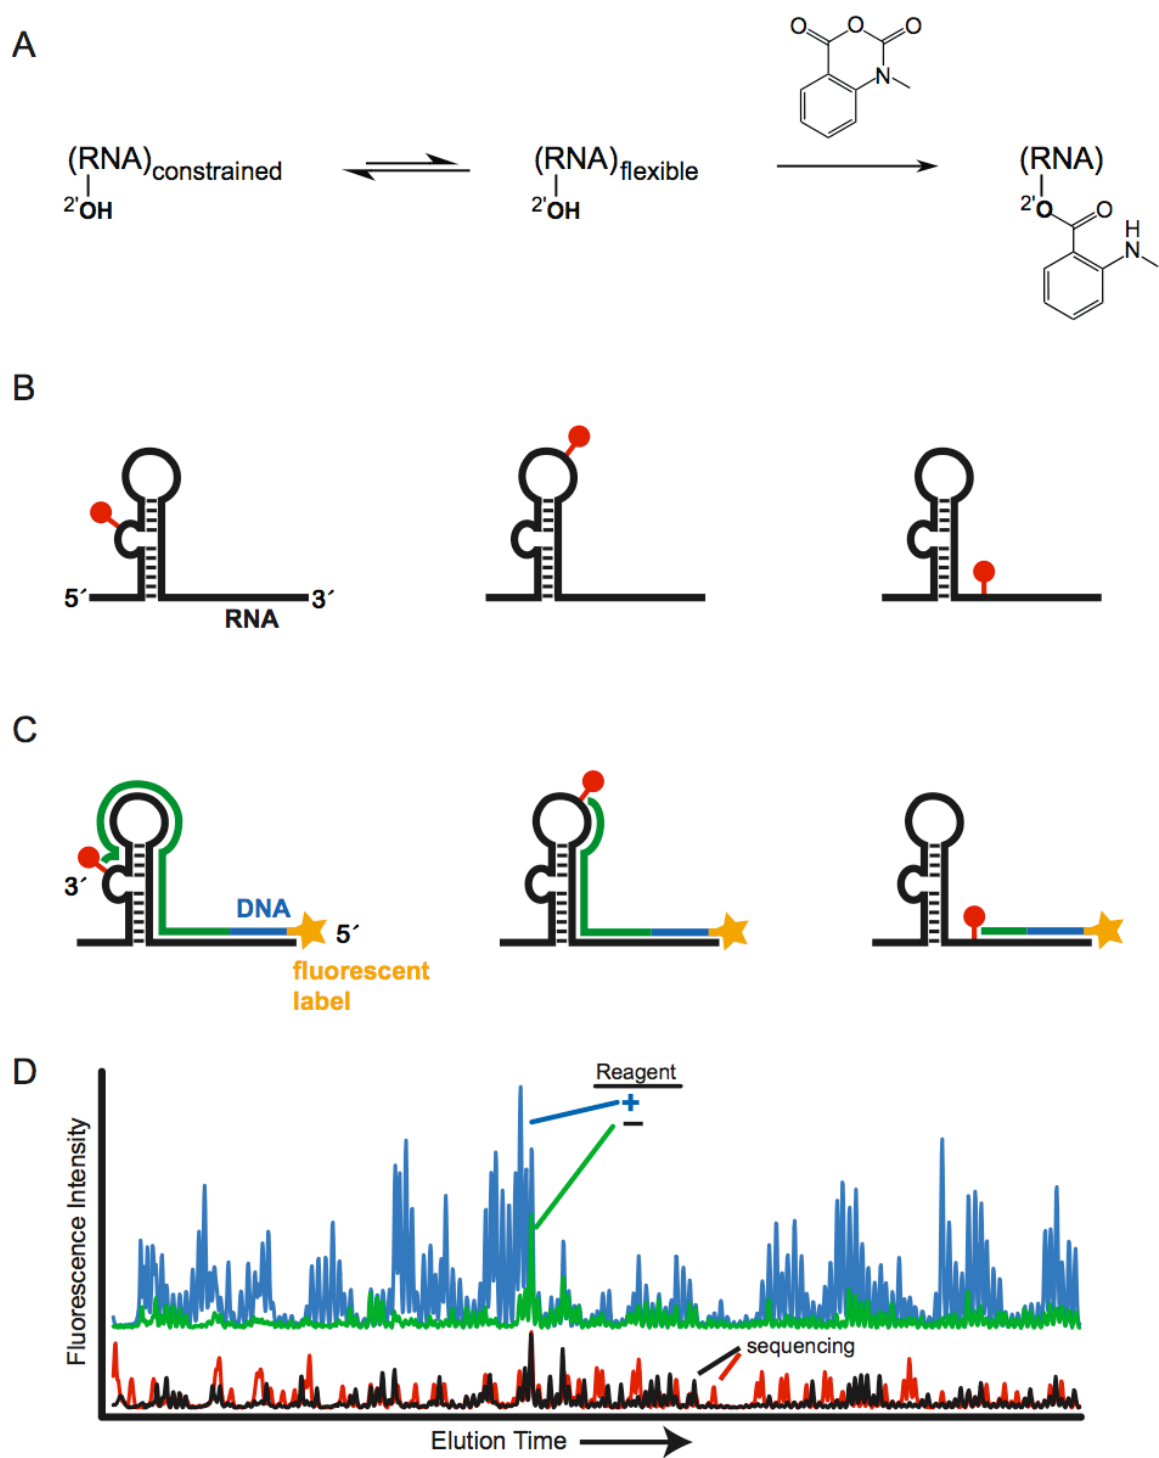 A
O O O
N
(RNA)constrained
2'OH
(RNA)flexible
2'OH
(RNA)
2'O O
H
N
B
5′ 3′
RNA
C
3′
DNA
5′
fluorescent
label
D
Reagent
+
−
Fluorescence Intensity
sequencing
Elution Time